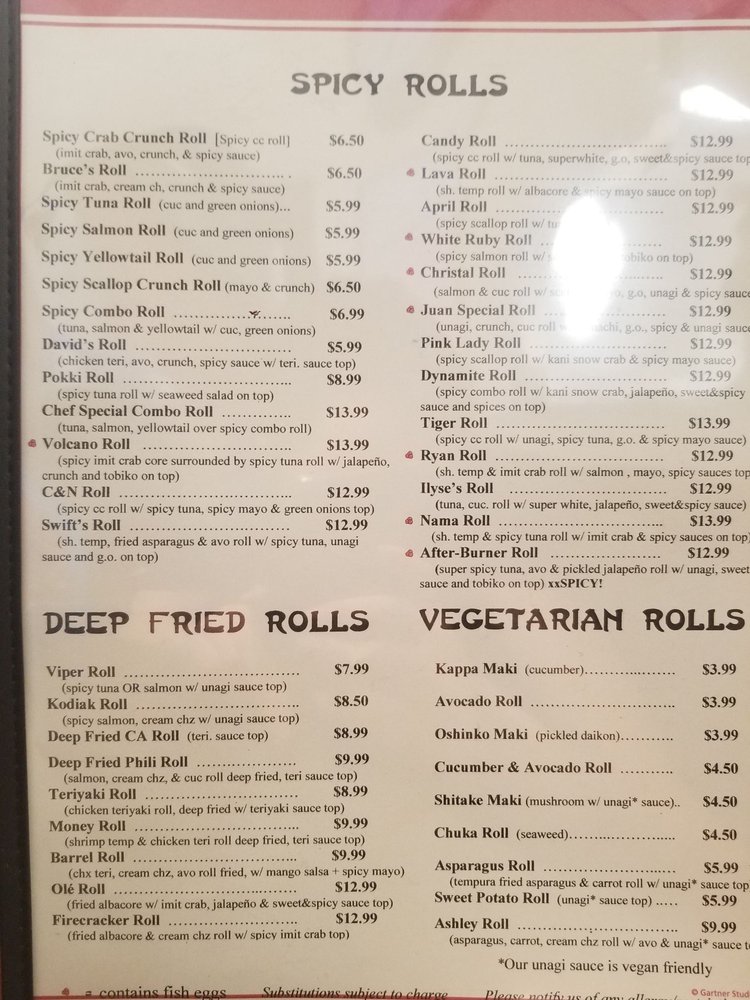 SPICY ROLLS
Spicy Crab Crunch Roll [Spicy cc roll] $6.50
(imit crab, avo, crunch, & spicy sauce)
Bruce's Roll ........................... . $6.50
(imit crab, cream ch, crunch & spicy sauce)
Spicy Tuna Roll (cuc and green onions)... $5.99
Spicy Salmon Roll (cuc and green onions) $5.99
Spicy Yellowtail Roll (cuc and green onions) $5.99
Spicy Scallop Crunch Roll (mayo & crunch) $6.50
Spicy Combo Roll ..................... $6.99
(tuna, salmon & yellowtail w/ cuc, green onions)
David's Roll ............................. $5.99
(chicken teri, avo, crunch, spicy sauce w/ teri. sauce top)
Pokki Roll ............................... $8.99
(spicy tuna roll w/ seaweed salad on top)
Chef Special Combo Roll ............. $13.99
(tuna, salmon, yellowtail over spicy combo roll)
Volcano Roll ........................... $13.99
(spicy imit crab core surrounded by spicy tuna roll w/ jalapeño,
crunch and tobiko on top)
C&N Roll ............................... $12.99
(spicy cc roll w/ spicy tuna, spicy mayo & green onions top)
Swift's Roll ............................. $12.99
(sh. temp, fried asparagus & avo roll w/ spicy tuna, unagi
sauce and g.o. on top)
Candy Roll ............................. $12.99
(spicy cc roll w/ tuna, superwhite, g.o, sweet&spicy sauce top
Lava Roll ............................... $12.99
(sh. temp roll w/ albacore & spicy mayo sauce on top)
April Roll ............................... $12.99
(spicy scallop roll w/
White Ruby Roll ...................... $12.99
(spicy salmon roll w/ tobiko on top)
Christal Roll ........................... $12.99
(salmon & cuc roll w/ g.o, unagi & spicy sauce
Juan Special Roll ...................... $12.99
(unagi, crunch, cuc roll g.o., spicy & unagi sauce
Pink Lady Roll ......................... $12.99
(spicy scallop roll w/ kani snow crab & spicy mayo sauce)
Dynamite Roll ......................... $12.99
(spicy combo roll w/ kani snow crab, jalapeño, sweet&spicy
sauce and spices on top)
Tiger Roll ............................... $13.99
(spicy cc roll w/ unagi, spicy tuna, g.o. & spicy mayo sauce)
Ryan Roll ............................... $12.99
(sh. temp & imit crab roll w/ salmon , mayo, spicy sauces top
Ilyse's Roll ............................. $12.99
(tuna, cuc. roll w/ super white, jalapeño, sweet&spicy sauce)
Nama Roll ............................. $13.99
(sh. temp & spicy tuna roll w/ imit crab & spicy sauces on top)
After-Burner Roll .................... $12.99
(super spicy tuna, avo & pickled jalapeño roll w/ unagi, sweet
sauce and tobiko on top) xxSPICY!
DEEP FRIED ROLLS
Viper Roll ............................... $7.99
(spicy tuna OR salmon w/ unagi sauce top)
Kodiak Roll ............................. $8.50
(spicy salmon, cream chz w/ unagi sauce top)
Deep Fried CA Roll (teri. sauce top) $8.99
Deep Fried Phili Roll .................. $9.99
(salmon, cream chz, & cuc roll deep fried, teri sauce top)
Teriyaki Roll ........................... $8.99
(chicken teriyaki roll, deep fried w/ teriyaki sauce top)
Money Roll ............................. $9.99
(shrimp temp & chicken teri roll deep fried, teri sauce top)
Barrel Roll ............................. $9.99
(chx teri, cream chz, avo roll fried, w/ mango salsa + spicy mayo)
Olé Roll ................................. $12.99
(fried albacore w/ imit crab, jalapeño & sweet&spicy sauce top)
Firecracker Roll ....................... $12.99
(fried albacore & cream chz roll w/ spicy imit crab top)
VEGETARIAN ROLLS
Kappa Maki (cucumber)................ $3.99
Avocado Roll ........................... $3.99
Oshinko Maki (pickled daikon).......... $3.99
Cucumber & Avocado Roll .......... $4.50
Shitake Maki (mushroom w/ unagi* sauce).. $4.50
Chuka Roll (seaweed)................... $4.50
Asparagus Roll ......................... $5.99
(tempura fried asparagus & carrot roll w/ unagi* sauce top
Sweet Potato Roll (unagi* sauce top) ..... $5.99
Ashley Roll ............................. $9.99
(asparagus, carrot, cream chz roll w/ avo & unagi* sauce
*Our unagi sauce is vegan friendly
= contains fish eggs Substitutions subject to charge Please notify us of any
© Gartner